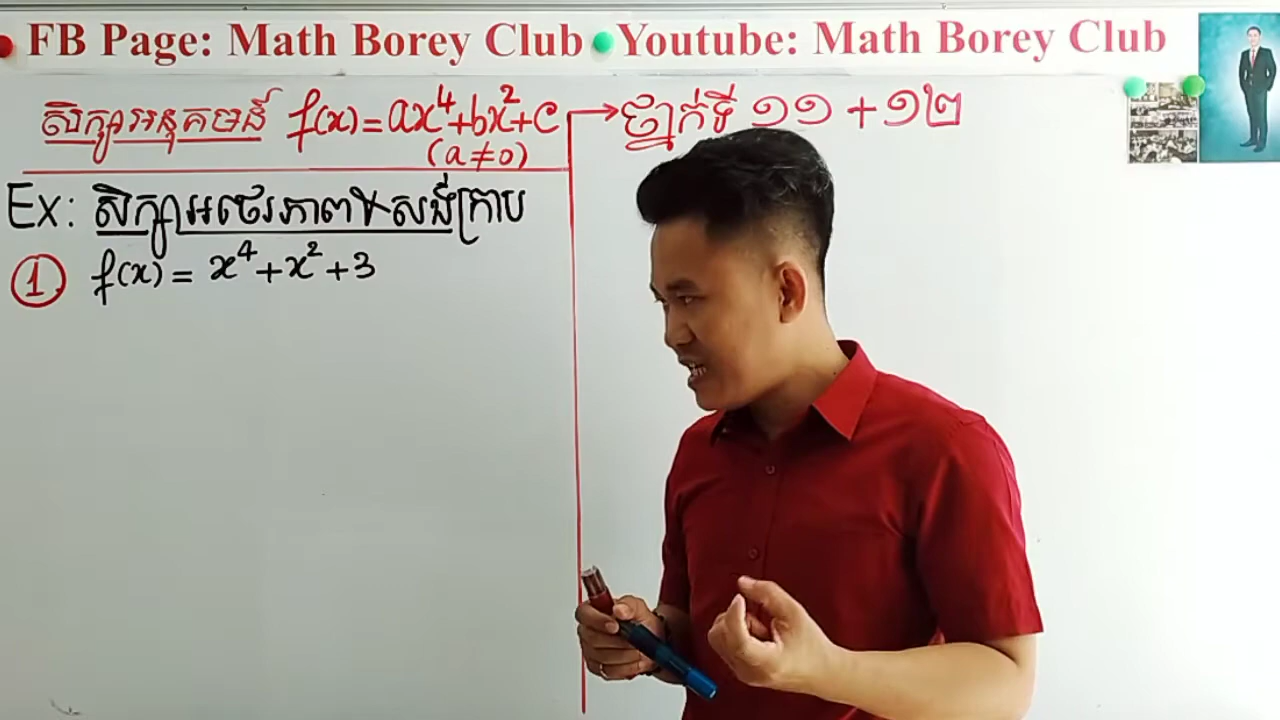 FB Page: Math Borey Club Youtube: Math Borey Club
សិក្សាអនុគមន៍ f(x)=ax⁴+bx²+c → ថ្នាក់ទី ១១ + ១២
(a≠0)
Ex: សិក្សាអថេរភាព & សង់ក្រាប
① f(x) = x⁴+x²+3